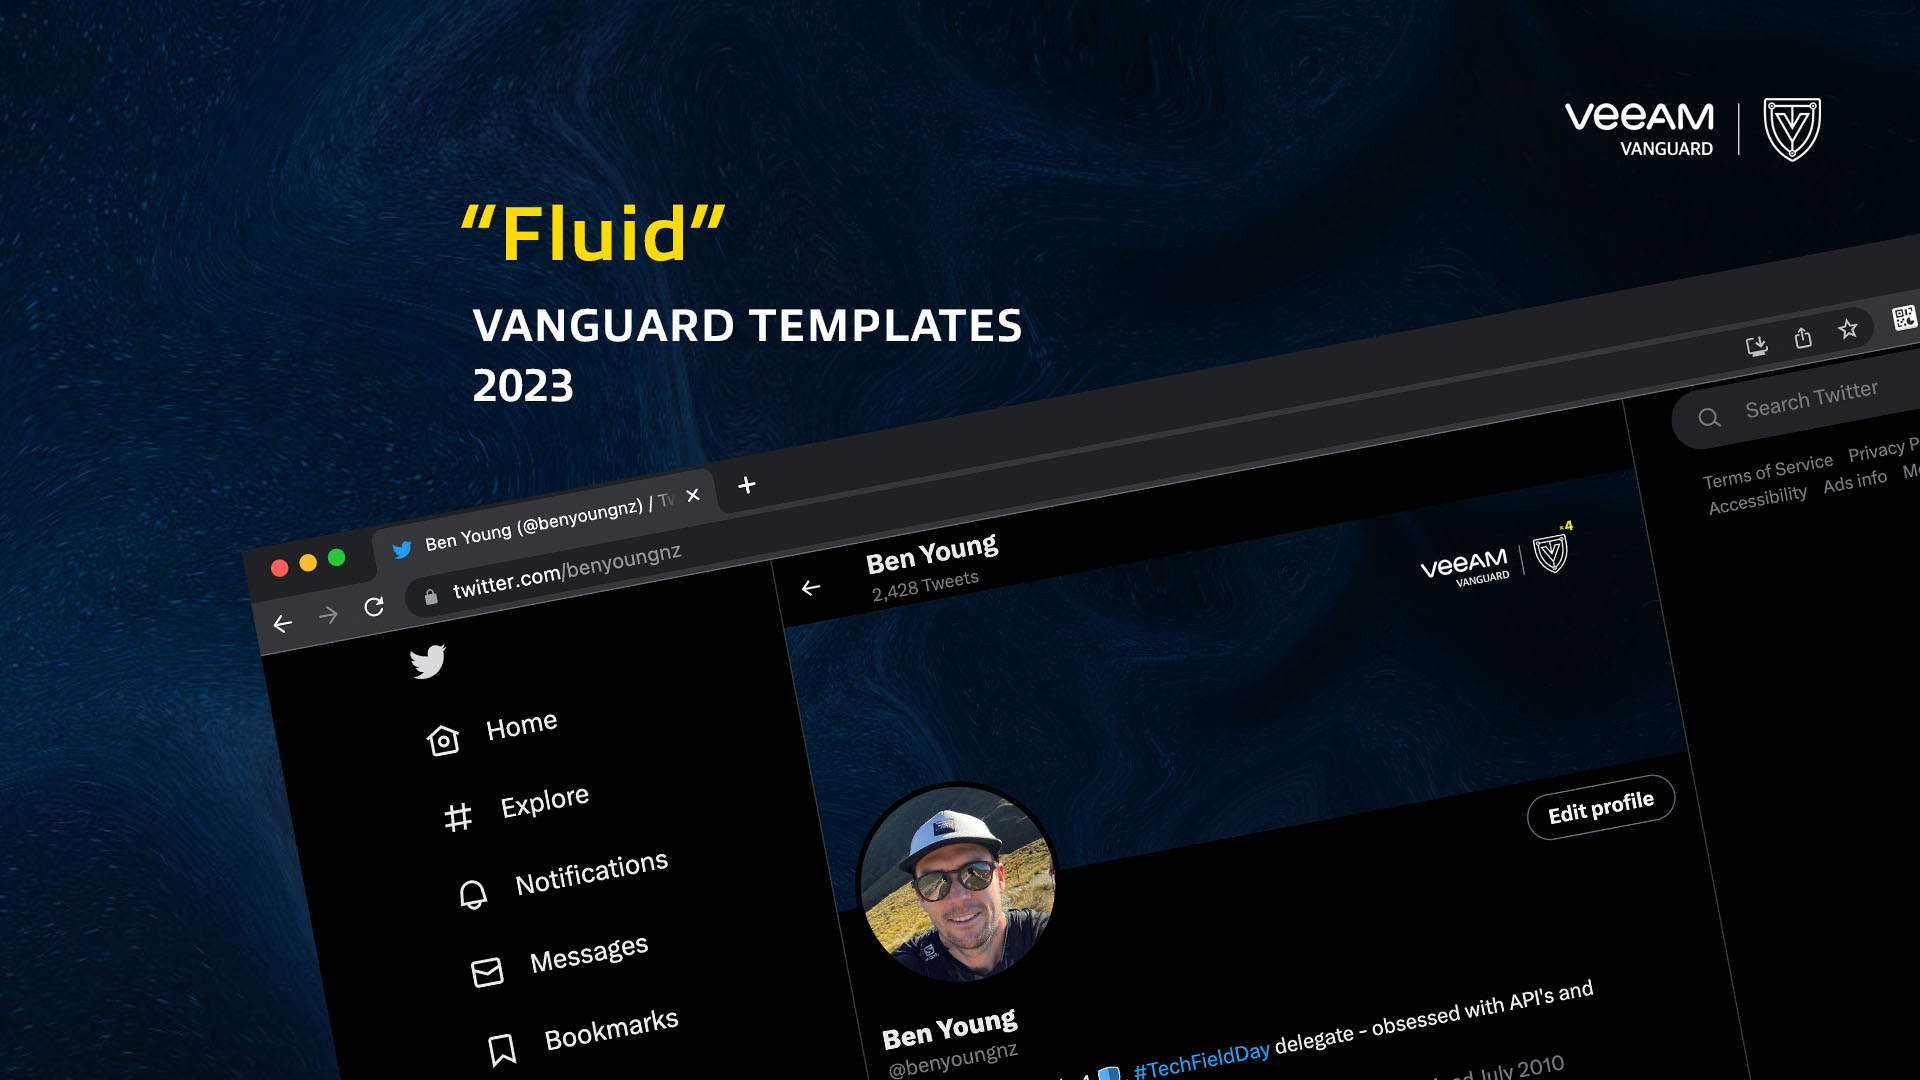 VEEAM
VANGUARD
“Fluid”
VANGUARD TEMPLATES
2023
Ben Young (@benyoungnz) / Tw
twitter.com/benyoungnz
Search Twitter
Terms of Service Privacy P
Accessibility Ads info
Home
Explore
Notifications
Messages
Bookmarks
Ben Young
2,428 Tweets
VEEAM
VANGUARD
×4
Edit profile
Ben Young
@benyoungnz
#TechFieldDay delegate - obsessed with API's and
July 2010